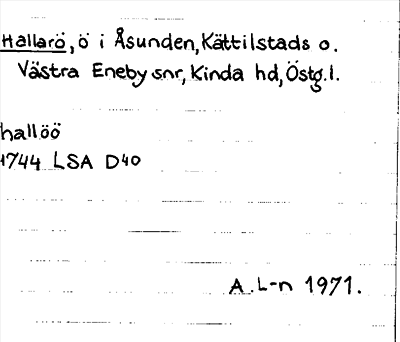 Hallarö, ö i Åsunden, Kättilstads o.
Västra Eneby snr, Kinda hd, Östg.l.
hallöö
1744 LSA D40
A.L-n 1971.